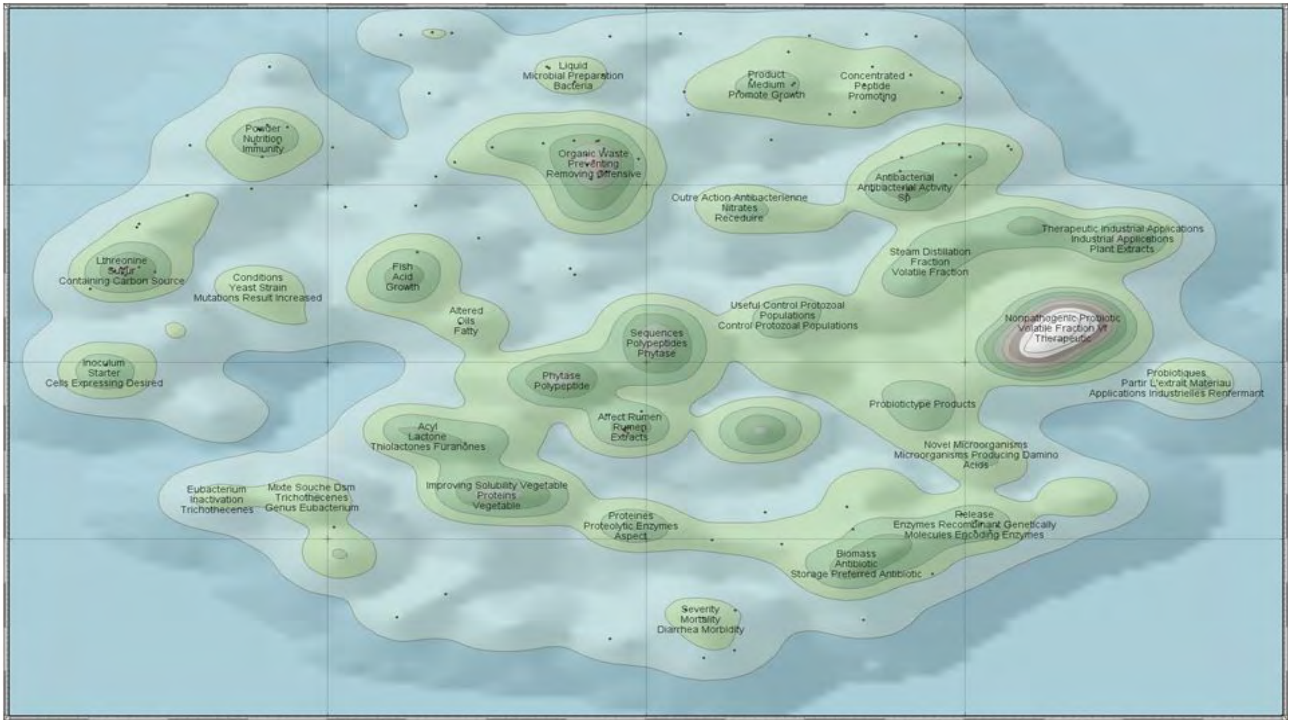 Liquid
Microbial Preparation
Bacteria
Product
Medium
Promote Growth
Concentrated
Peptide
Promoting
Powder
Nutrition
Immunity
Organic Waste
Preventing
Removing Offensive
Antibacterial
Antibacterial Activity
Sp
Outre Action Antibacterienne
Nitrates
Receduire
Therapeutic Industrial Applications
Industrial Applications
Plant Extracts
Lthreonine
Sulfur
Containing Carbon Source
Conditions
Yeast Strain
Mutations Result Increased
Fish
Acid
Growth
Steam Distillation
Fraction
Volatile Fraction
Altered
Oils
Fatty
Useful Control Protozoal
Populations
Control Protozoal Populations
Sequences
Polypeptides
Phytase
Nonpathogenic Probiotic
Volatile Fraction Vf
Therapeutic
Inoculum
Starter
Cells Expressing Desired
Phytase
Polypeptide
Probiotiques
Partir L'extrait Materiau
Applications Industrielles Renfermant
Probiotictype Products
Affect Rumen
Rumen
Extracts
Acyl
Lactone
Thiolactones Furanones
Novel Microorganisms
Microorganisms Producing Damino
Acids
Eubacterium
Inactivation
Trichothecenes
Mixte Souche Dsm
Trichothecenes
Genus Eubacterium
Improving Solubility Vegetable
Proteins
Vegetable
Proteines
Proteolytic Enzymes
Aspect
Release
Enzymes Recombinant Genetically
Molecules Encoding Enzymes
Biomass
Antibiotic
Storage Preferred Antibiotic
Severity
Mortality
Diarrhea Morbidity